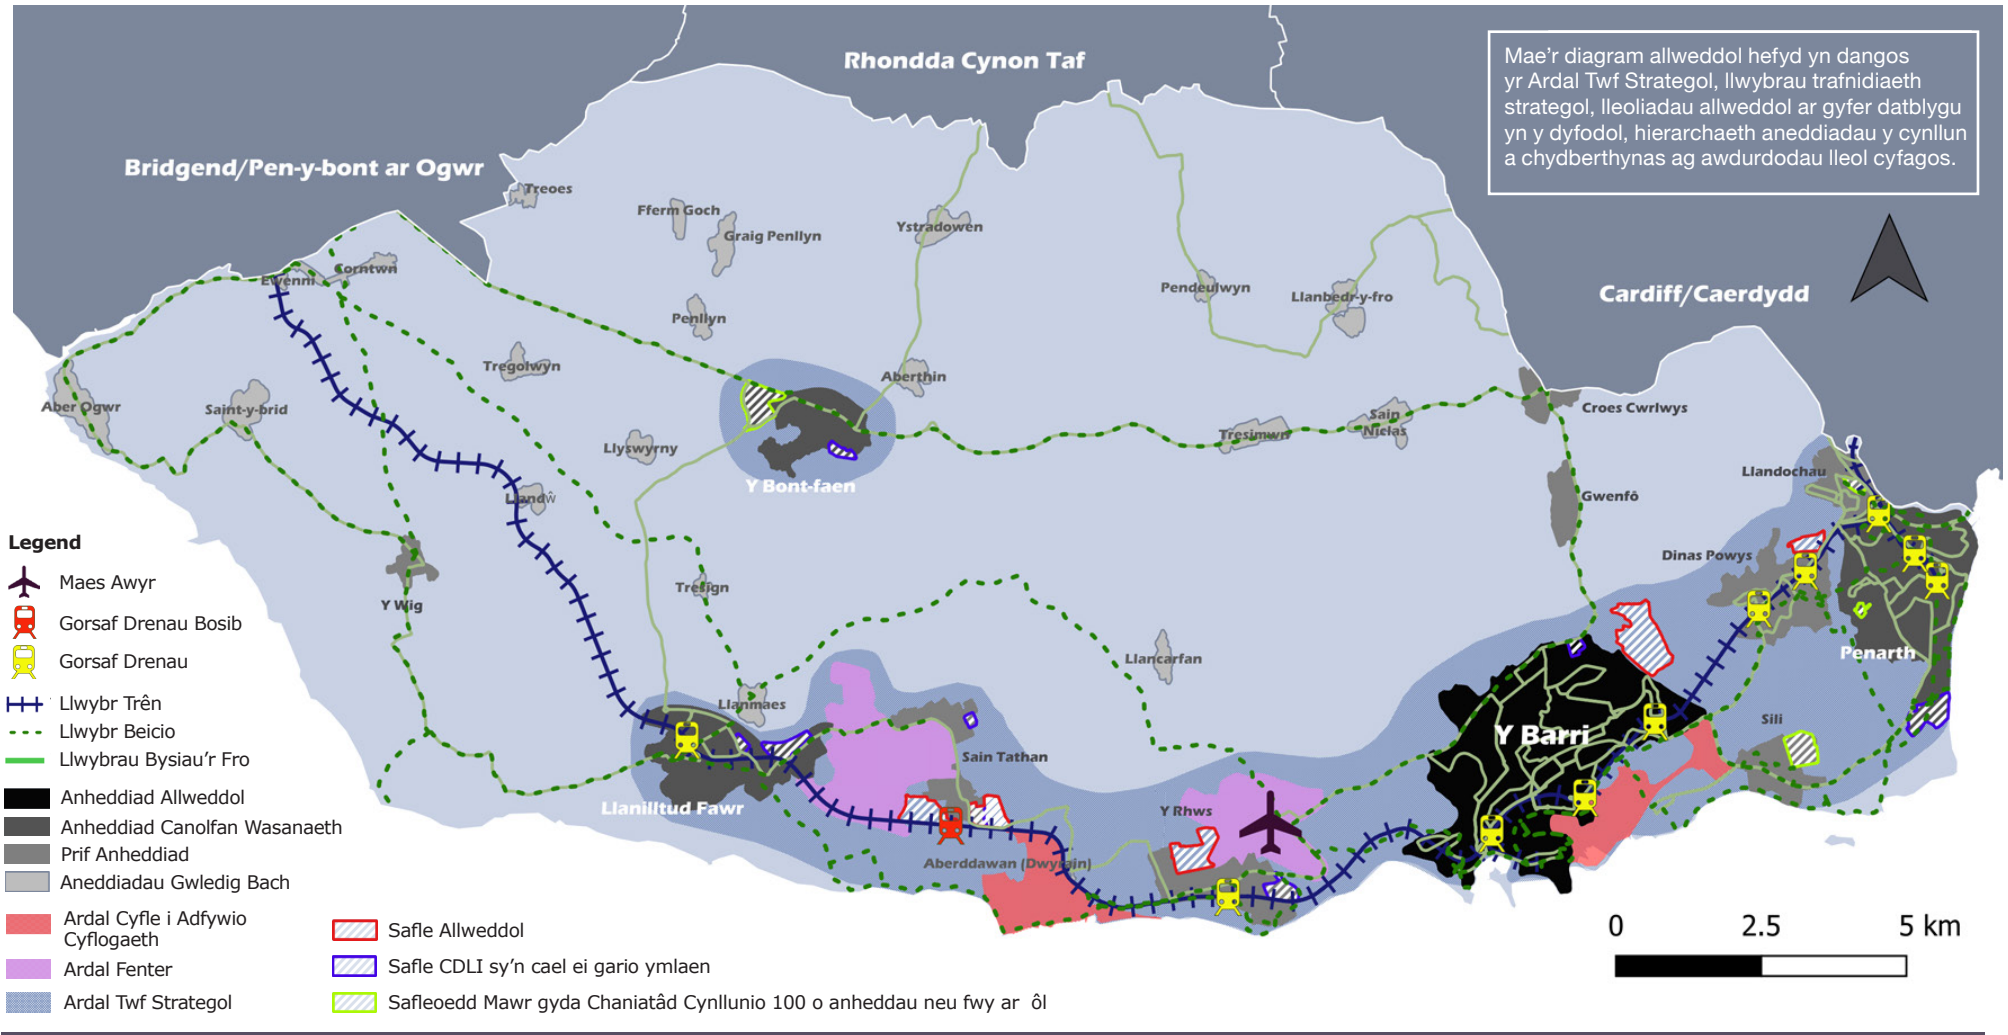 Rhondda Cynon Taf
Mae'r diagram allweddol hefyd yn dangos
yr Ardal Twf Strategol, llwybrau trafnidiaeth
strategol, lleoliadau allweddol ar gyfer datblygu
yn y dyfodol, hierarchaeth aneddiadau y cynllun
a chydberthynas ag awdurdodau lleol cyfagos.
Bridgend/Pen-y-bont ar Ogwr
Cardiff/Caerdydd
Treoes
Fferm Goch
Graig Penllyn
Ystradowen
Corntwn
Ewenni
Pendeulwyn
Llanbedr-y-fro
Penllyn
Tregolwyn
Aberthin
Aber Ogwr
Saint-y-brid
Croes Cwrlwys
Sain
Niclas
Tresimwn
Llyswyrny
Y Bont-faen
Llandochau
Llandŵ
Gwenfô
Dinas Powys
Tresign
Y Wig
Llancarfan
Penarth
Llanmaes
Sili
Y Barri
Sain Tathan
Llanilltud Fawr
Y Rhws
Aberddawan (Dwyrain)
Legend
Maes Awyr
Gorsaf Drenau Bosib
Gorsaf Drenau
Llwybr Trên
Llwybr Beicio
Llwybrau Bysiau'r Fro
Anheddiad Allweddol
Anheddiad Canolfan Wasanaeth
Prif Anheddiad
Aneddiadau Gwledig Bach
Ardal Cyfle i Adfywio
Cyflogaeth
Ardal Fenter
Ardal Twf Strategol
Safle Allweddol
Safle CDLl sy'n cael ei gario ymlaen
Safleoedd Mawr gyda Chaniatâd Cynllunio 100 o anheddau neu fwy ar ôl
0 2.5 5 km